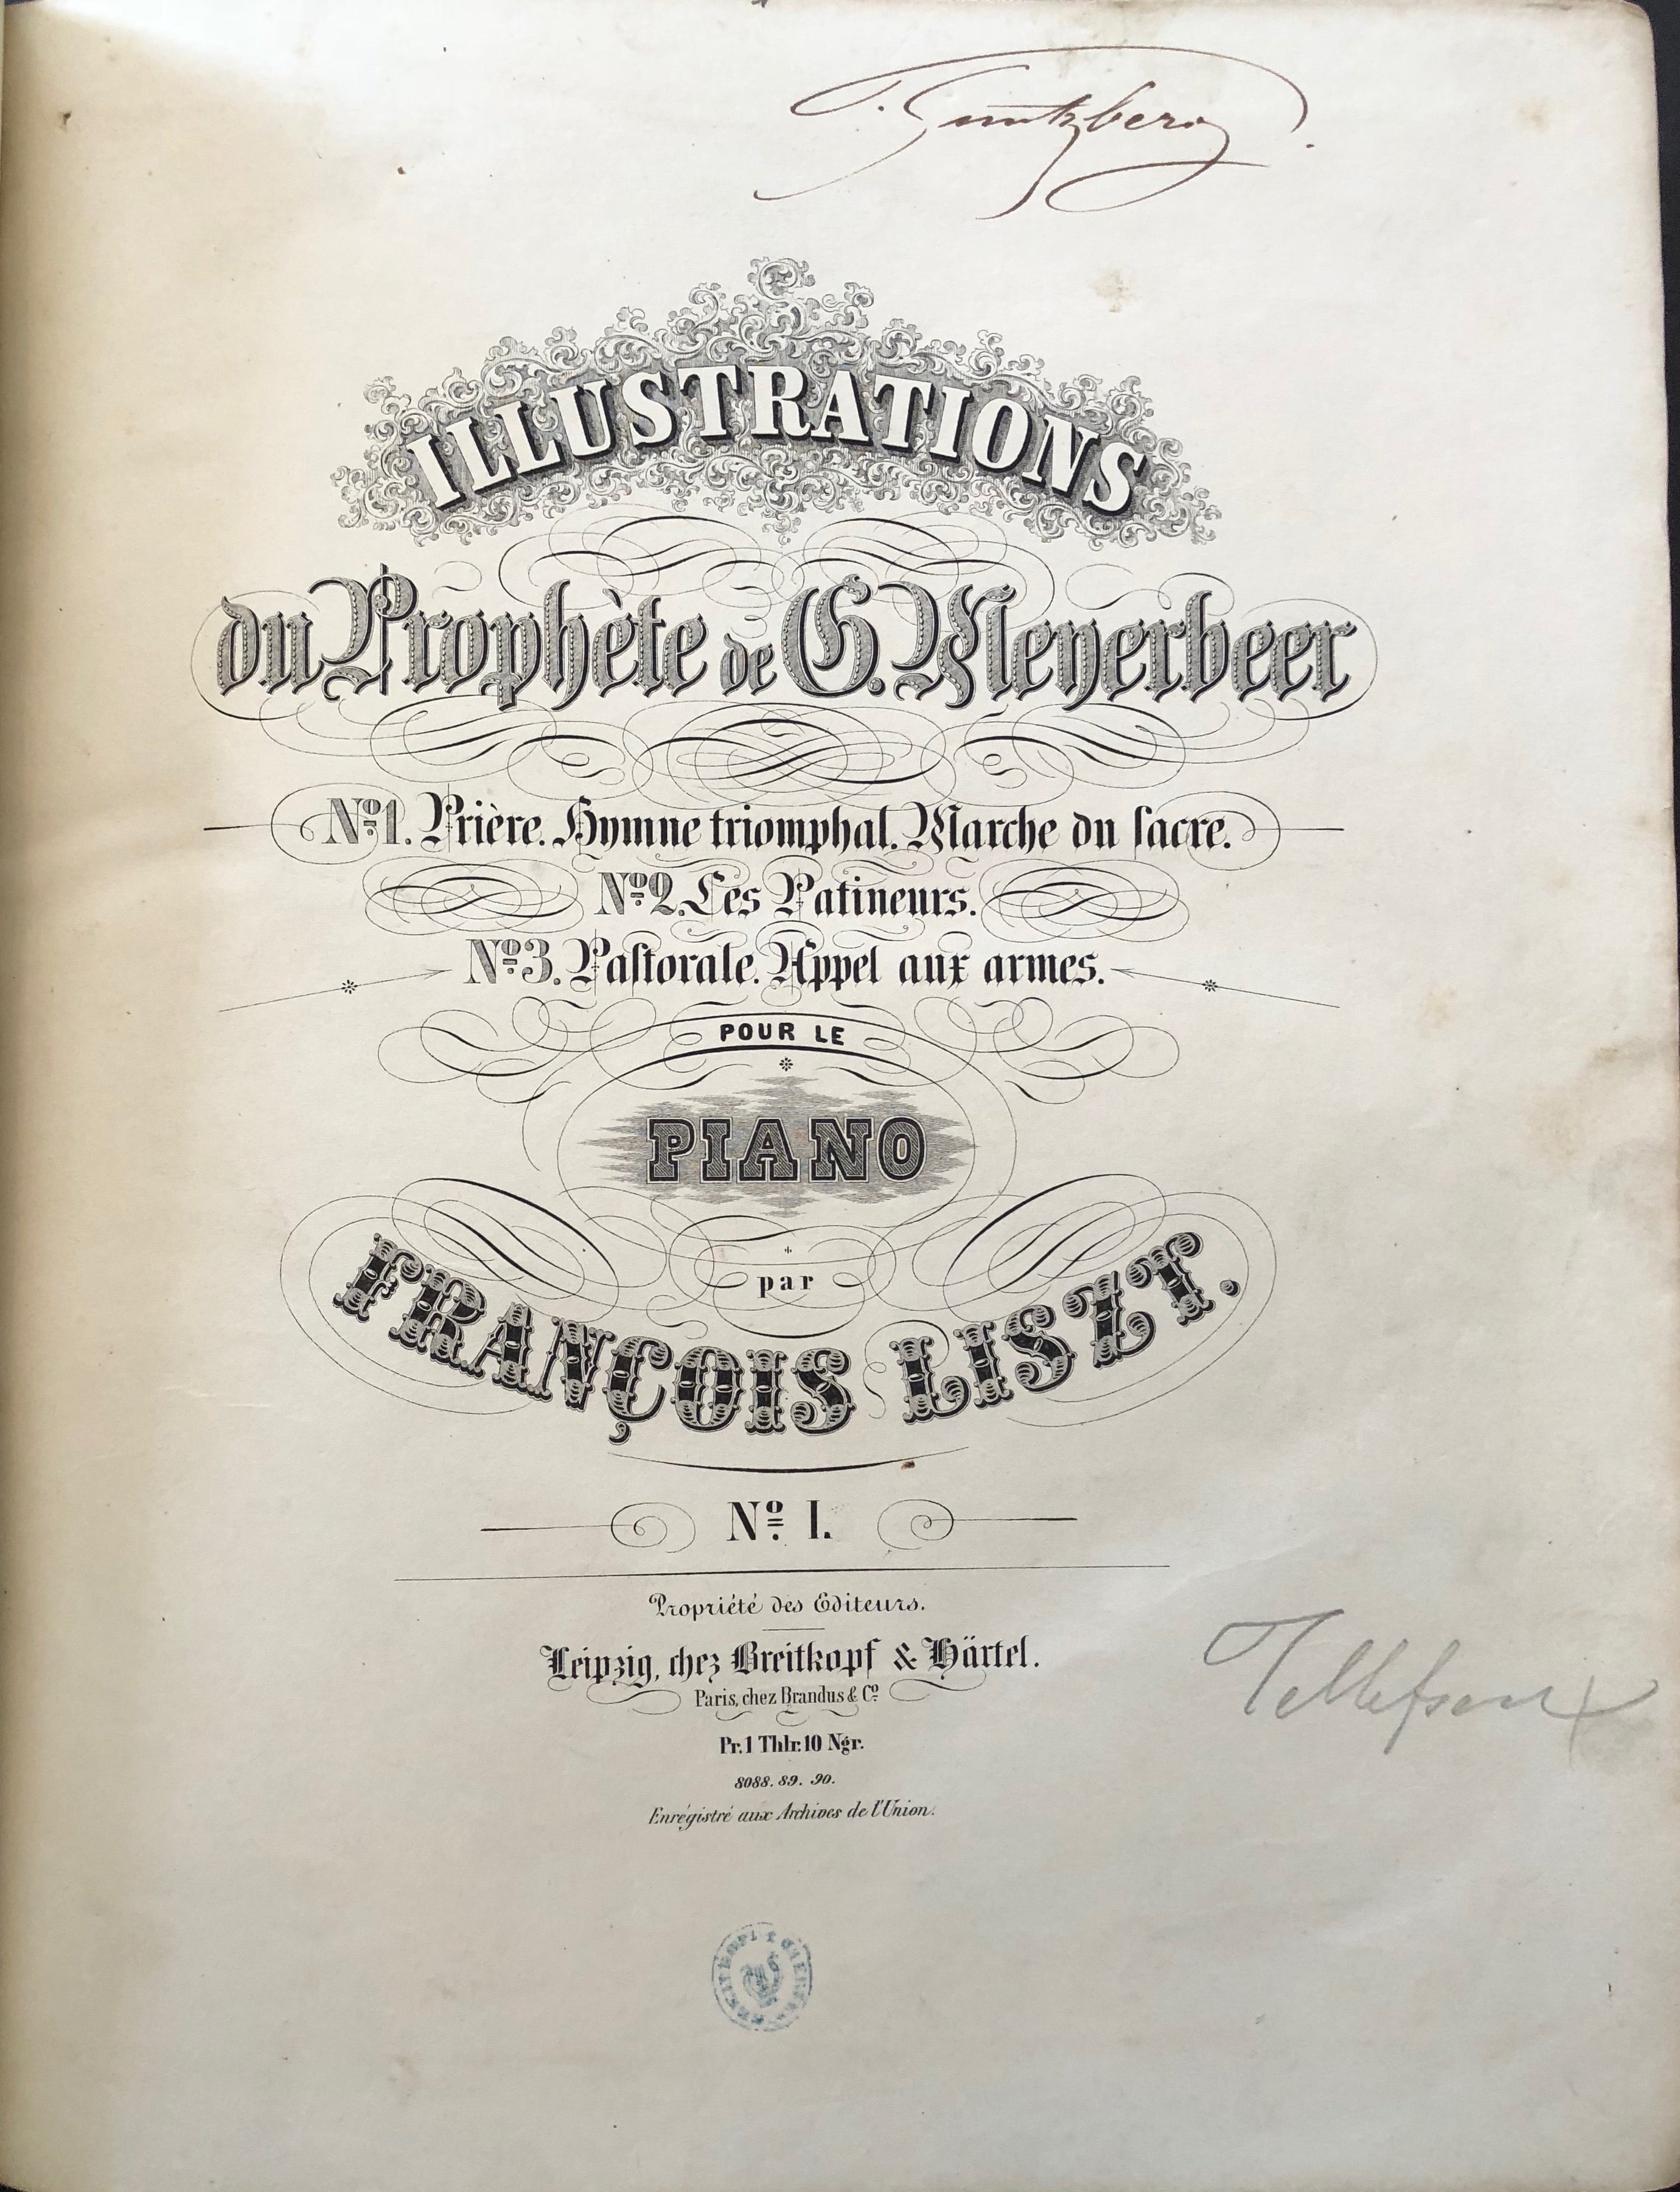 ILLUSTRATIONS
du Prophète de G. Meyerbeer
Nº 1. Prière. Hymne triomphal. Marche du sacre.
Nº 2. Les Patineurs.
Nº 3. Pastorale. Appel aux armes.
POUR LE
PIANO
par
FRANÇOIS LISZT.
Nº I.
Propriété des Editeurs.
Leipzig, chez Breitkopf & Härtel.
Paris, chez Brandus & Cº
Pr. 1 Thlr. 10 Ngr.
8088. 89. 90.
Enrégistré aux Archives de l'Union.
Tellefsen